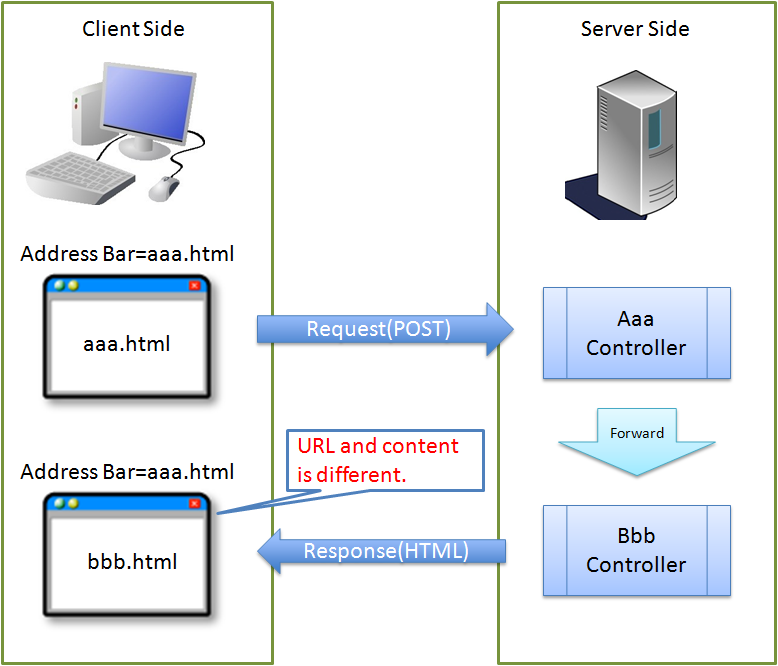 Client Side
Server Side
Address Bar=aaa.html
aaa.html
Request(POST)
Aaa
Controller
Forward
URL and content
is different.
Address Bar=aaa.html
bbb.html
Response(HTML)
Bbb
Controller